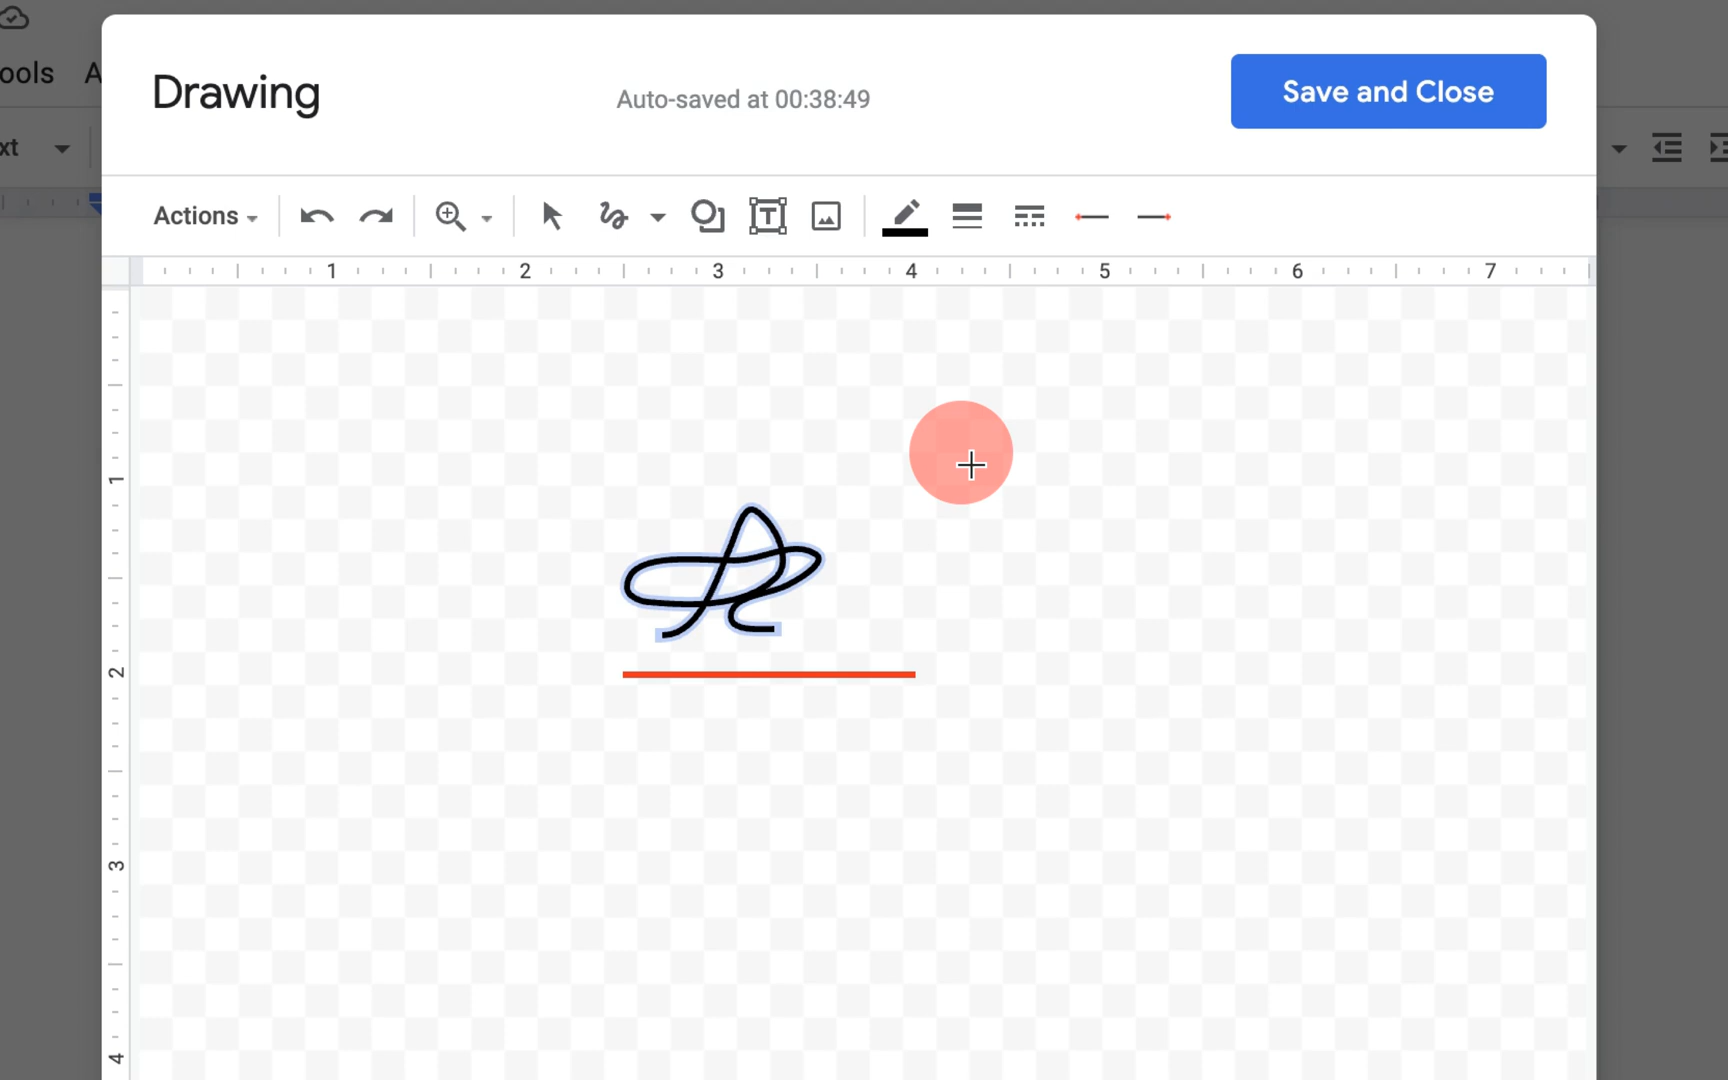 ools A
Drawing
Auto-saved at 00:38:49
Save and Close
xt
Actions
1 2 3 4 5 6 7
1
2
3
4